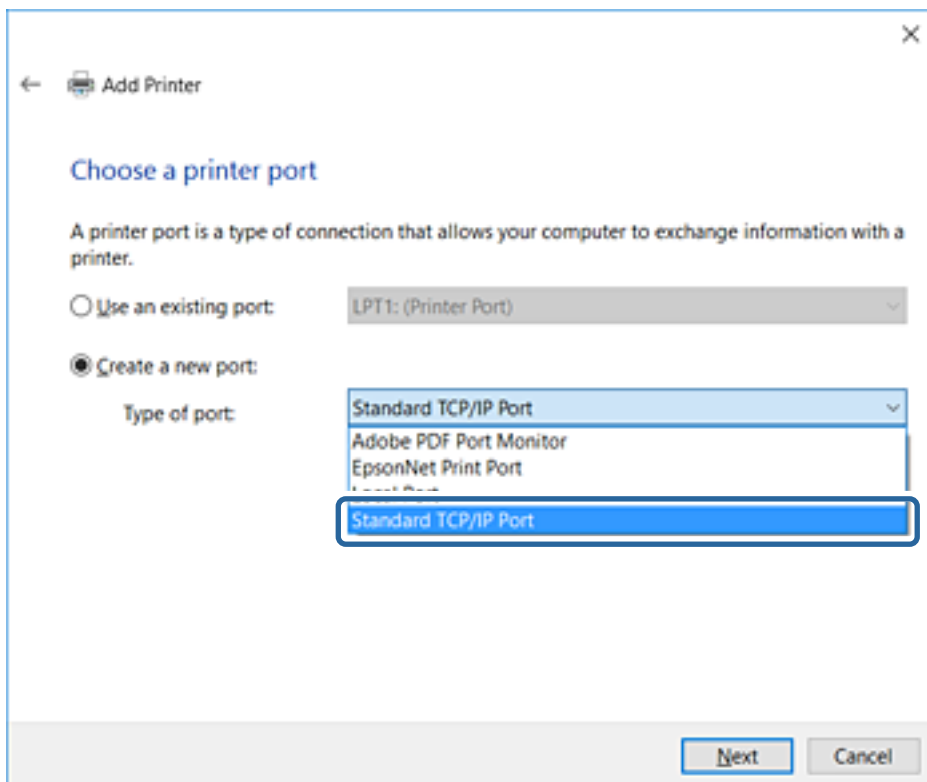 Add Printer
Choose a printer port
A printer port is a type of connection that allows your computer to exchange information with a
printer.
Use an existing port:
LPT1: (Printer Port)
Create a new port:
Type of port:
Standard TCP/IP Port
Adobe PDF Port Monitor
EpsonNet Print Port
Local Port
Standard TCP/IP Port
Next
Cancel